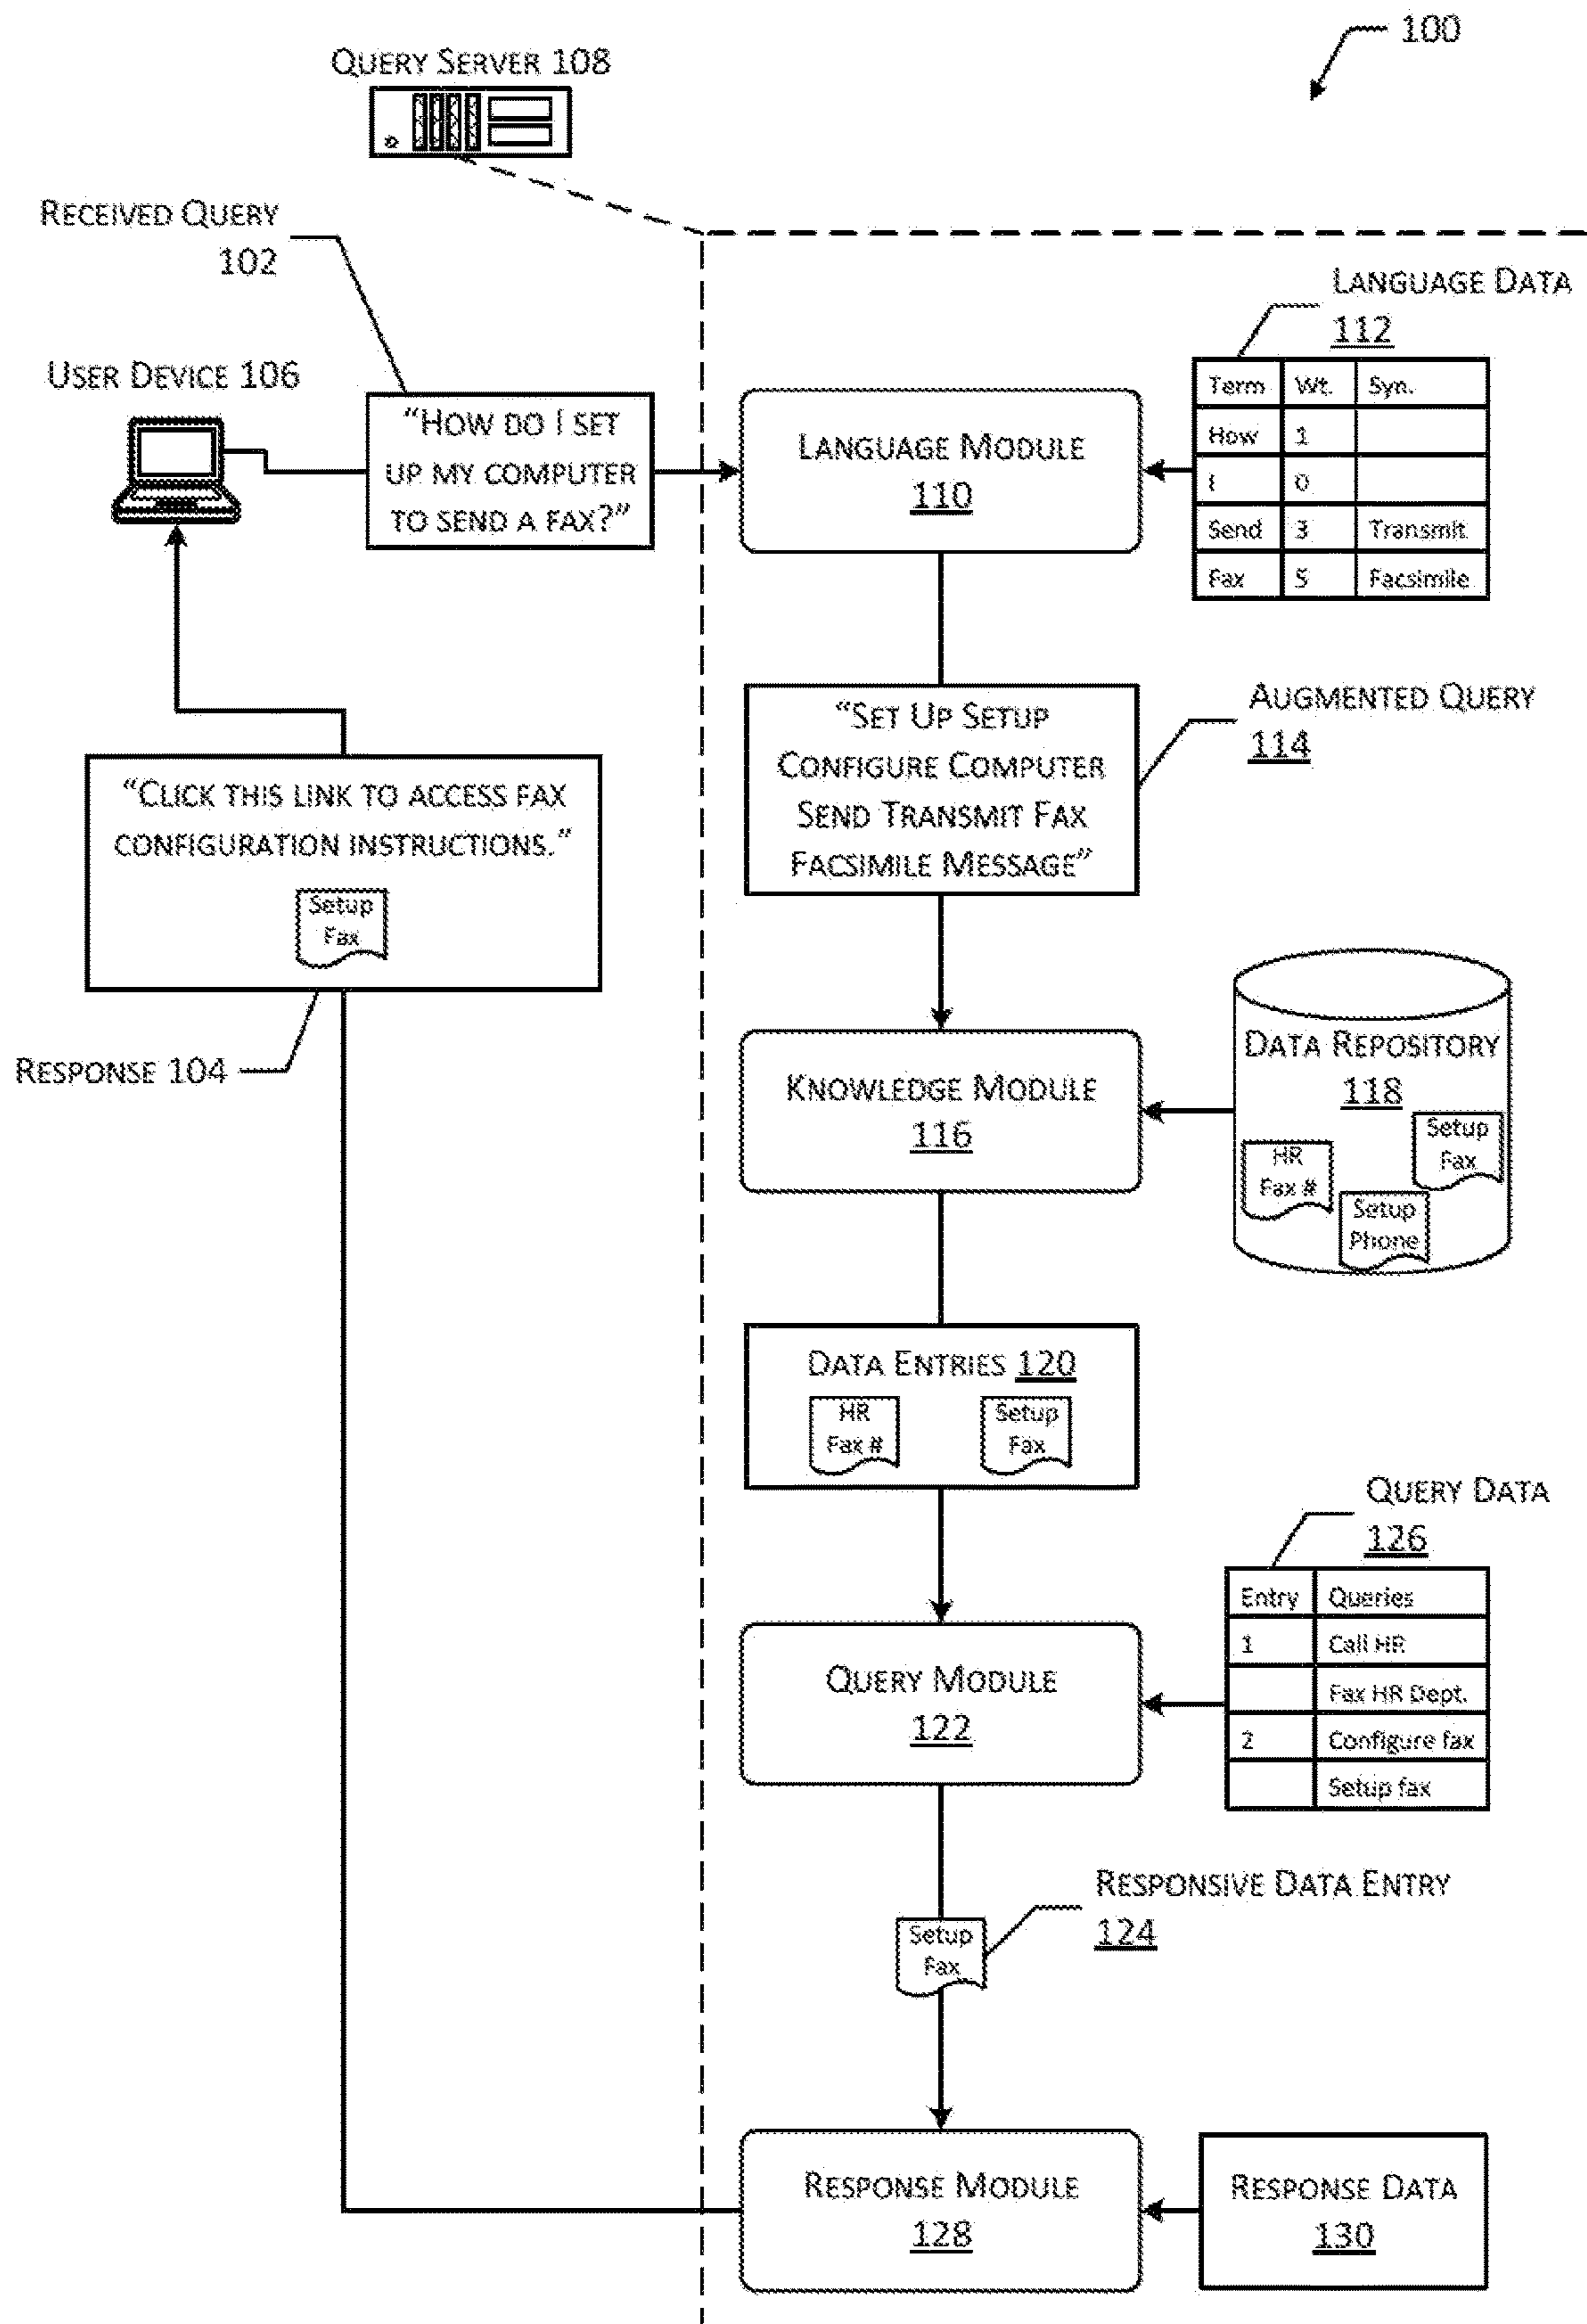 100
QUERY SERVER 108
RECEIVED QUERY
102
LANGUAGE DATA
112
USER DEVICE 106
"HOW DO I SET
UP MY COMPUTER
TO SEND A FAX?"
LANGUAGE MODULE
110
Term Wt. Syn.
How 1
I 0
Send 3 Transmit
Fax 5 Facsimile
"SET UP SETUP
CONFIGURE COMPUTER
SEND TRANSMIT FAX
FACSIMILE MESSAGE"
AUGMENTED QUERY
114
"CLICK THIS LINK TO ACCESS FAX
CONFIGURATION INSTRUCTIONS."
Setup
Fax
RESPONSE 104
KNOWLEDGE MODULE
116
DATA REPOSITORY
118
HR
Fax #
Setup
Fax
Setup
Phone
DATA ENTRIES 120
HR
Fax #
Setup
Fax
QUERY DATA
126
Entry Queries
1 Call HR
Fax HR Dept.
2 Configure fax
Setup fax
QUERY MODULE
122
RESPONSIVE DATA ENTRY
124
Setup
Fax
RESPONSE MODULE
128
RESPONSE DATA
130